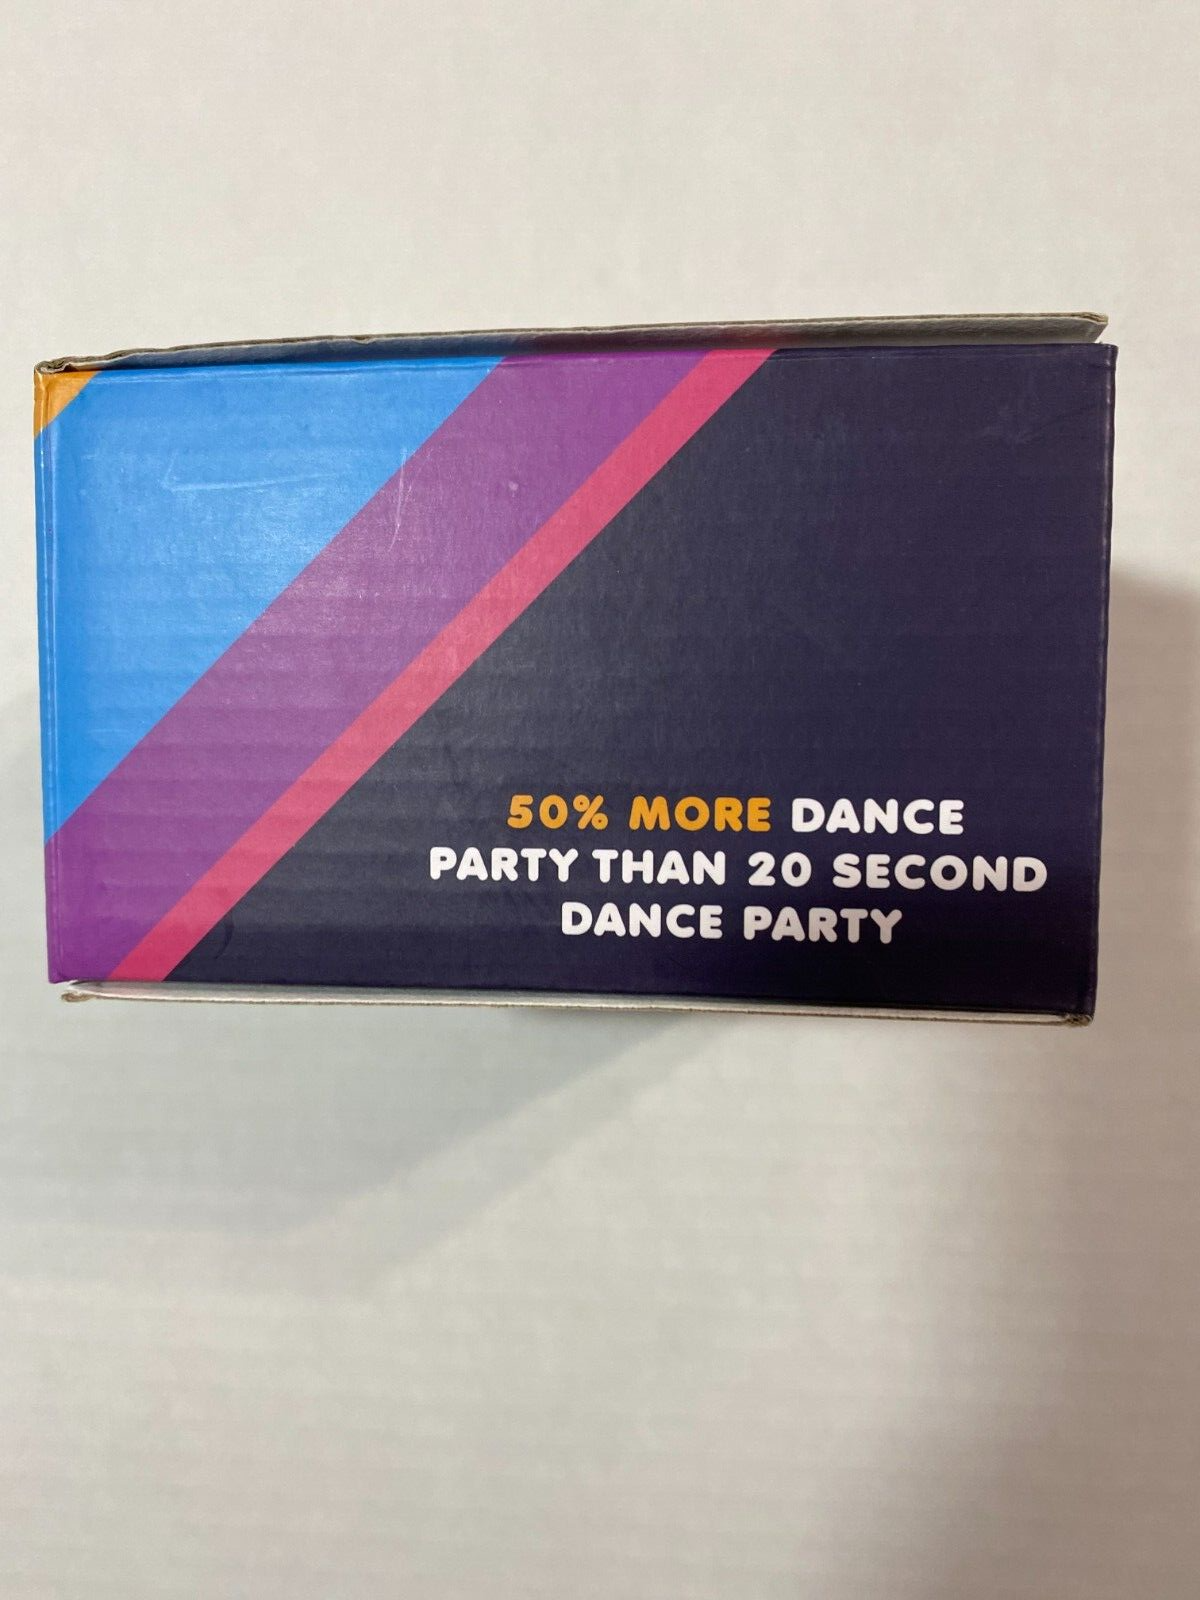 50% MORE DANCE
PARTY THAN 20 SECOND
DANCE PARTY